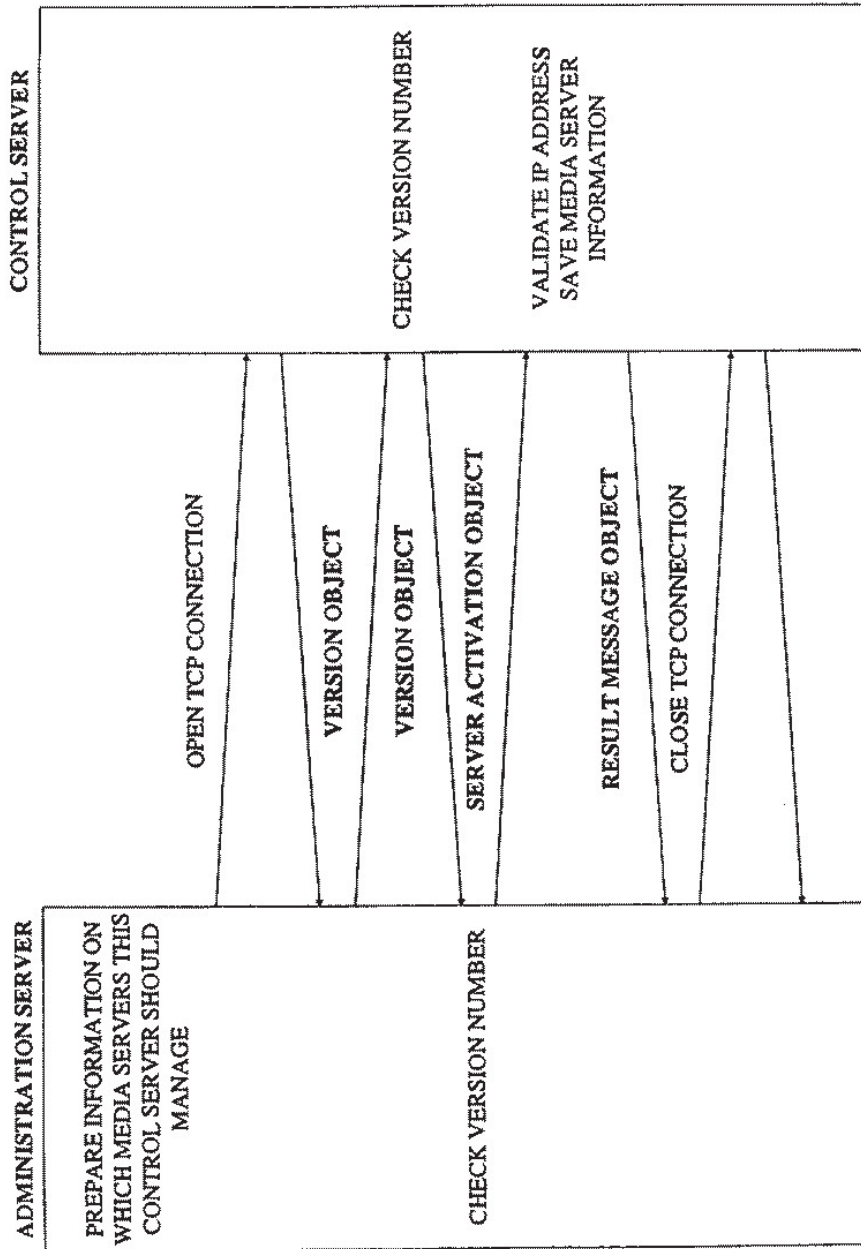 ADMINISTRATION SERVER
PREPARE INFORMATION ON
WHICH MEDIA SERVERS THIS
CONTROL SERVER SHOULD
MANAGE
CHECK VERSION NUMBER
OPEN TCP CONNECTION
VERSION OBJECT
VERSION OBJECT
SERVER ACTIVATION OBJECT
RESULT MESSAGE OBJECT
CLOSE TCP CONNECTION
CONTROL SERVER
CHECK VERSION NUMBER
VALIDATE IP ADDRESS
SAVE MEDIA SERVER
INFORMATION